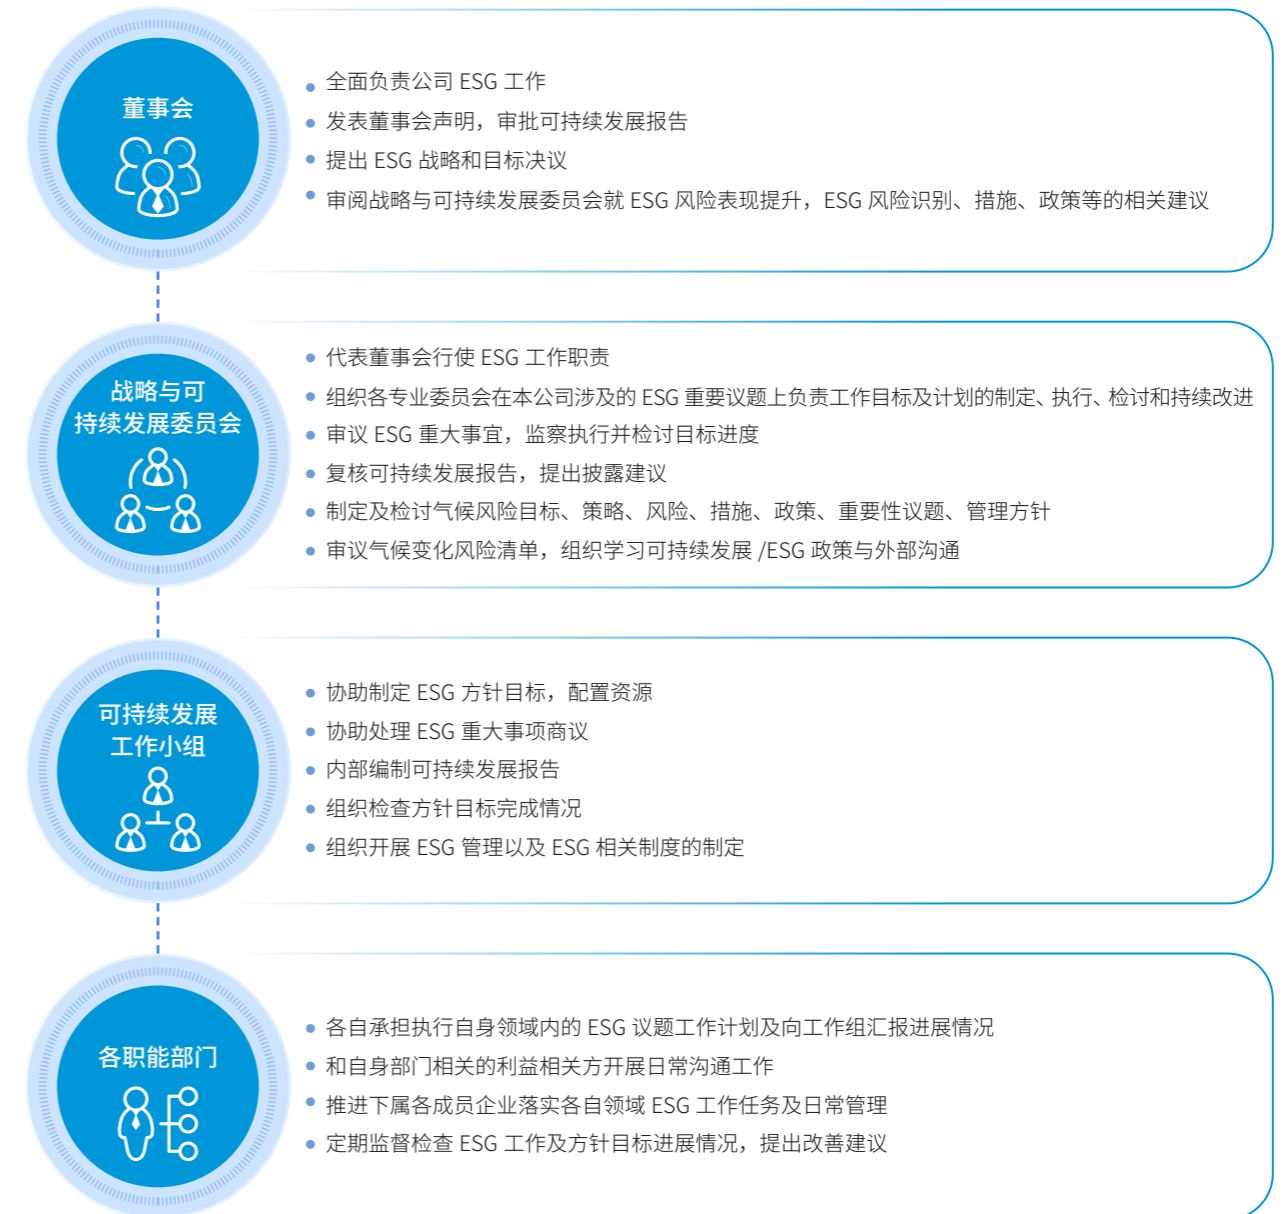 董事会
全面负责公司 ESG 工作
发表董事会声明，审批可持续发展报告
提出 ESG 战略和目标决议
审阅战略与可持续发展委员会就 ESG 风险表现提升，ESG 风险识别、措施、政策等的相关建议
战略与可
持续发展委员会
代表董事会行使 ESG 工作职责
组织各专业委员会在本公司涉及的 ESG 重要议题上负责工作目标及计划的制定、执行、检讨和持续改进
审议 ESG 重大事宜，监察执行并检讨目标进度
复核可持续发展报告，提出披露建议
制定及检讨气候风险目标、策略、风险、措施、政策、重要性议题、管理方针
审议气候变化风险清单，组织学习可持续发展 /ESG 政策与外部沟通
可持续发展
工作小组
协助制定 ESG 方针目标，配置资源
协助处理 ESG 重大事项商议
内部编制可持续发展报告
组织检查方针目标完成情况
组织开展 ESG 管理以及 ESG 相关制度的制定
各职能部门
各自承担执行自身领域内的 ESG 议题工作计划及向工作组汇报进展情况
和自身部门相关的利益相关方开展日常沟通工作
推进下属各成员企业落实各自领域 ESG 工作任务及日常管理
定期监督检查 ESG 工作及方针目标进展情况，提出改善建议